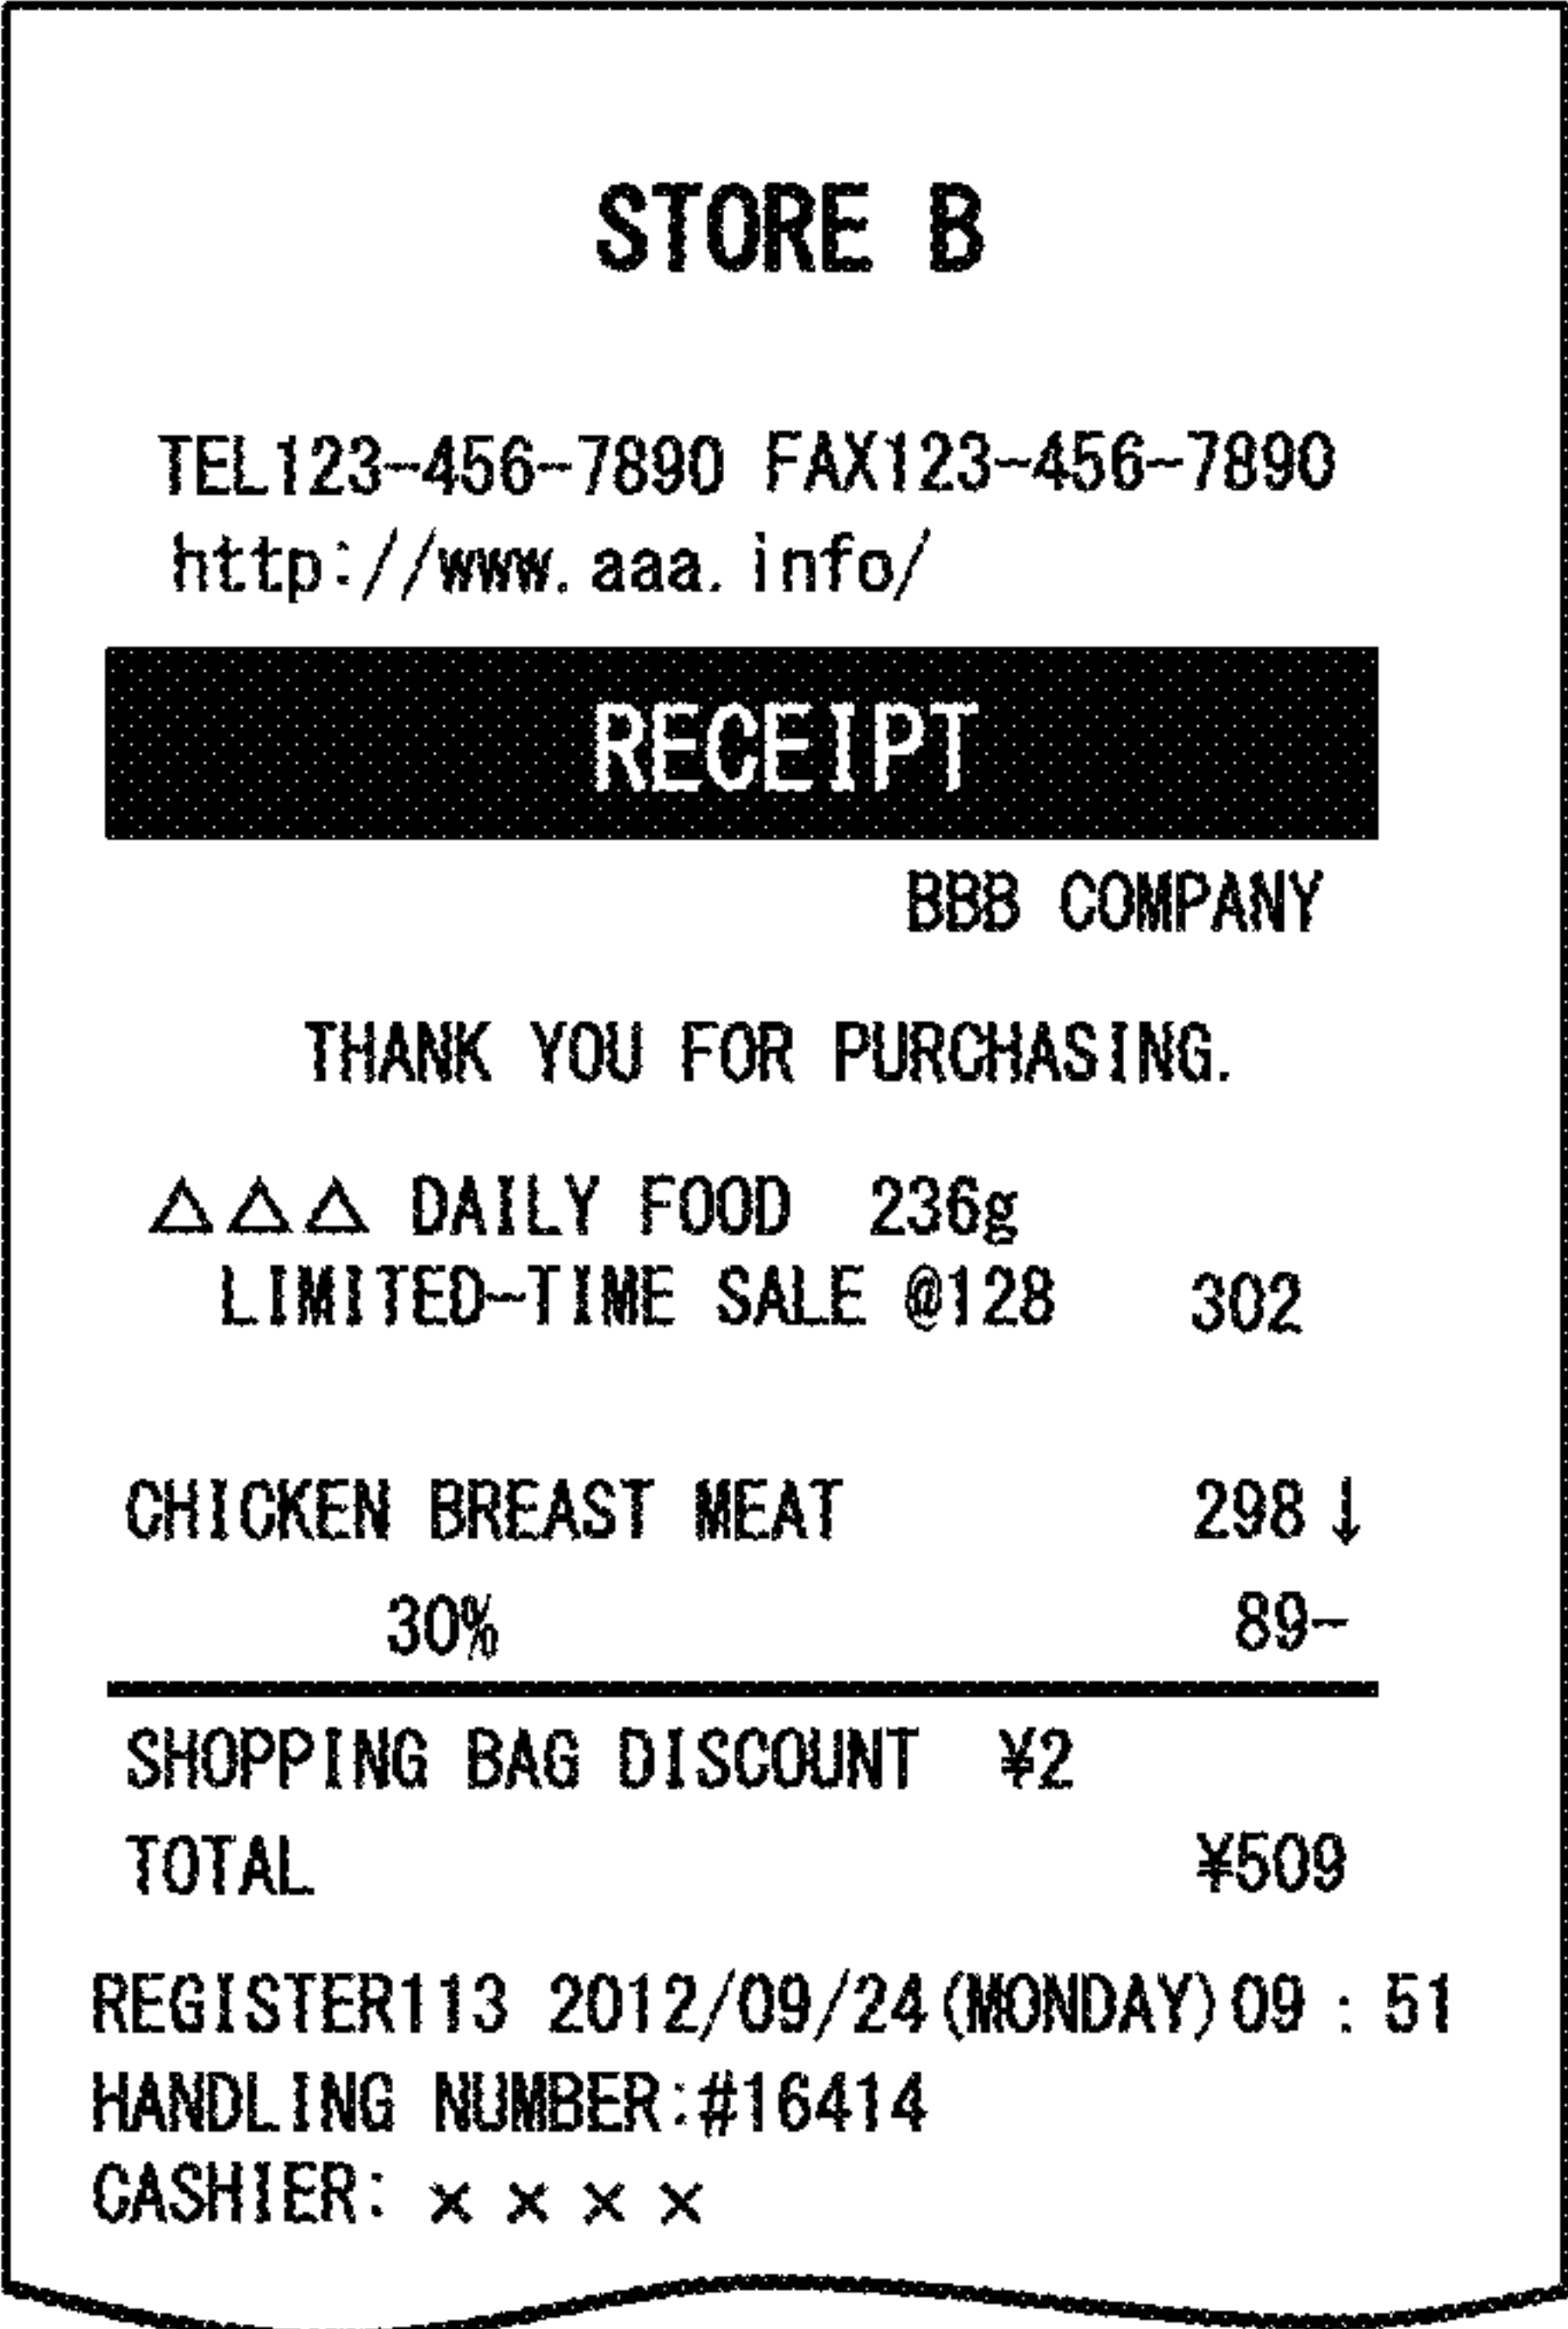 STORE B
TEL123-456-7890 FAX123-456-7890
http://www.aaa.info/
RECEIPT
BBB COMPANY
THANK YOU FOR PURCHASING.
△△△ DAILY FOOD 236g
LIMITED-TIME SALE @128 302
CHICKEN BREAST MEAT 298↓
30% 89-
SHOPPING BAG DISCOUNT ¥2
TOTAL ¥509
REGISTER113 2012/09/24(MONDAY)09 : 51
HANDLING NUMBER:#16414
CASHIER: ××××